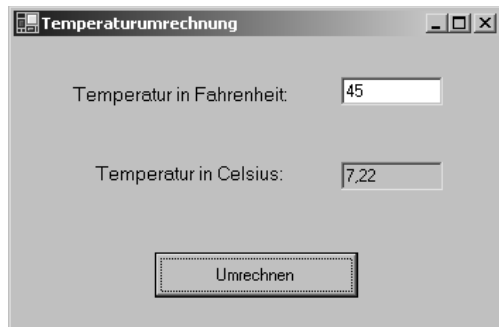 Temperaturumrechnung
Temperatur in Fahrenheit: 45
Temperatur in Celsius: 7,22
Umrechnen